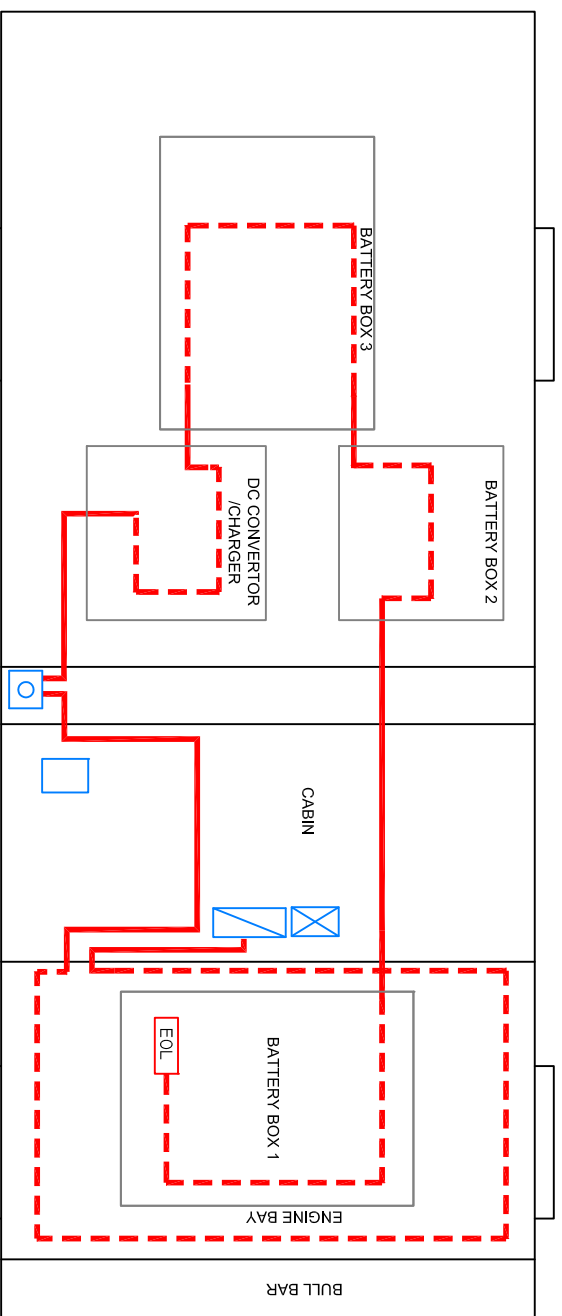 BATTERY BOX 3
DC CONVERTOR
/CHARGER
BATTERY BOX 2
CABIN
EOL
BATTERY BOX 1
ENGINE BAY
BULL BAR